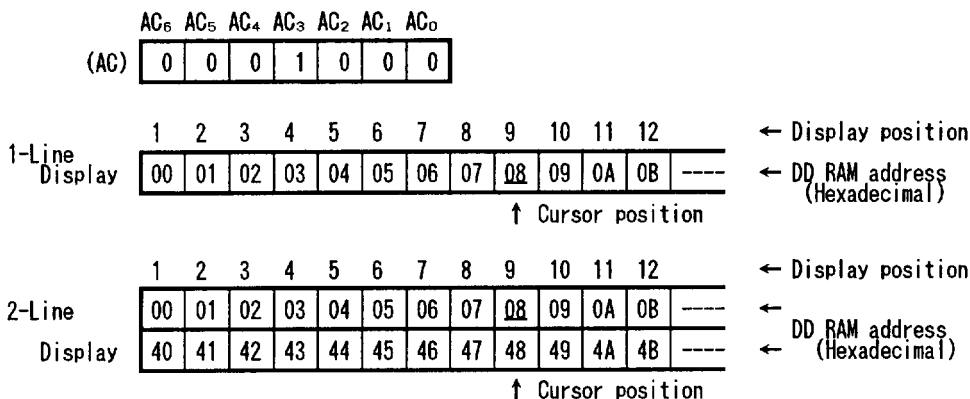 AC₆ AC₅ AC₄ AC₃ AC₂ AC₁ AC₀
(AC) 0 0 0 1 0 0 0
1 2 3 4 5 6 7 8 9 10 11 12 ← Display position
1-Line
Display 00 01 02 03 04 05 06 07 08 09 0A 0B ---- ← DD RAM address
(Hexadecimal)
↑ Cursor position
1 2 3 4 5 6 7 8 9 10 11 12 ← Display position
2-Line 00 01 02 03 04 05 06 07 08 09 0A 0B ---- ←
DD RAM address
Display 40 41 42 43 44 45 46 47 48 49 4A 4B ---- ← (Hexadecimal)
↑ Cursor position